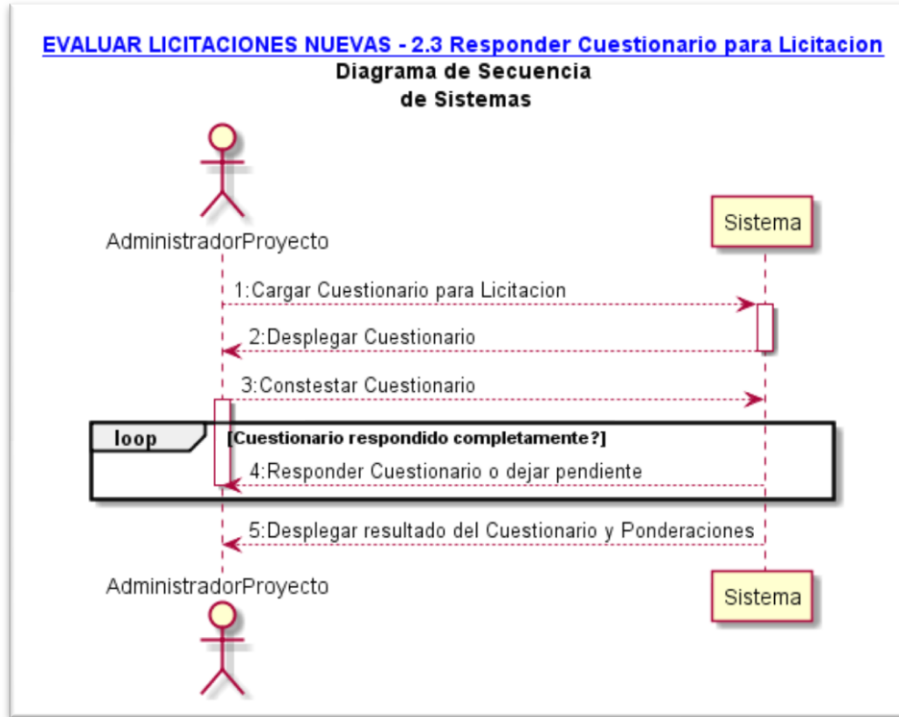 EVALUAR LICITACIONES NUEVAS - 2.3 Responder Cuestionario para Licitacion
Diagrama de Secuencia
de Sistemas
AdministradorProyecto
Sistema
1:Cargar Cuestionario para Licitacion
2:Desplegar Cuestionario
3:Constestar Cuestionario
loop
[Cuestionario respondido completamente?]
4:Responder Cuestionario o dejar pendiente
5:Desplegar resultado del Cuestionario y Ponderaciones
AdministradorProyecto
Sistema